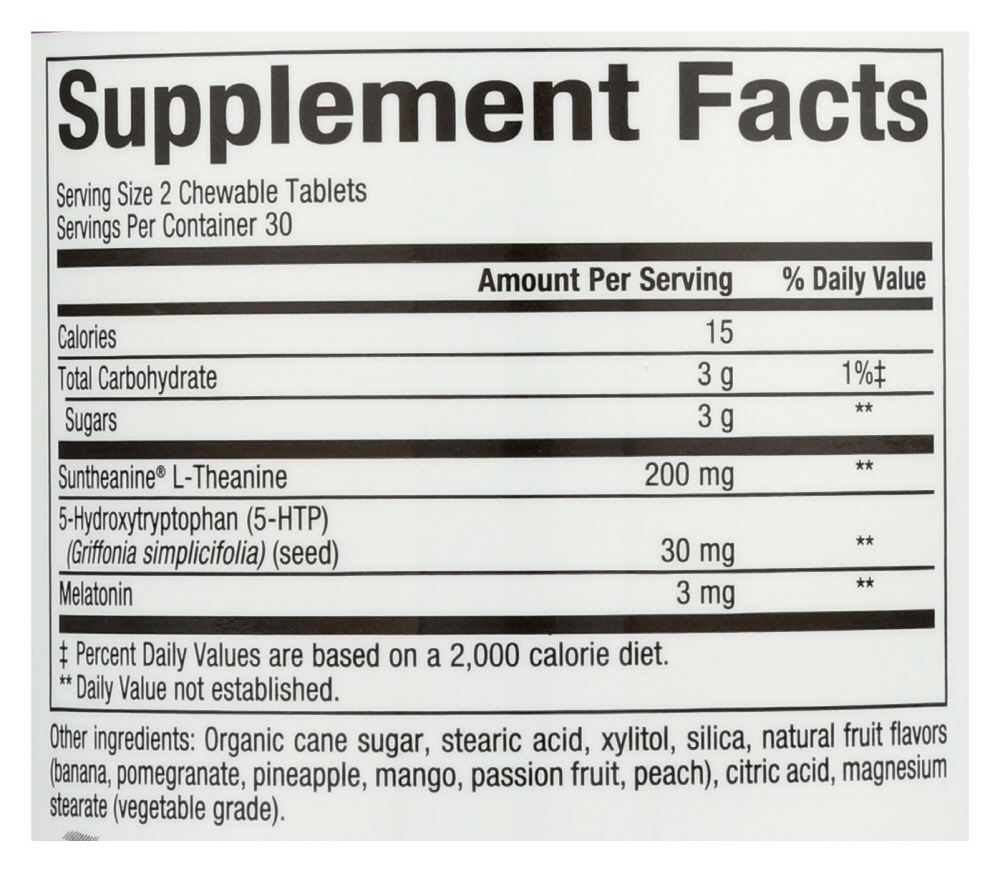 Supplement Facts
Serving Size 2 Chewable Tablets
Servings Per Container 30
Amount Per Serving % Daily Value
Calories 15
Total Carbohydrate 3 g 1%‡
Sugars 3 g **
Suntheanine® L-Theanine 200 mg **
5-Hydroxytryptophan (5-HTP)
(Griffonia simplicifolia) (seed) 30 mg **
Melatonin 3 mg **
‡ Percent Daily Values are based on a 2,000 calorie diet.
** Daily Value not established.
Other ingredients: Organic cane sugar, stearic acid, xylitol, silica, natural fruit flavors
(banana, pomegranate, pineapple, mango, passion fruit, peach), citric acid, magnesium
stearate (vegetable grade).